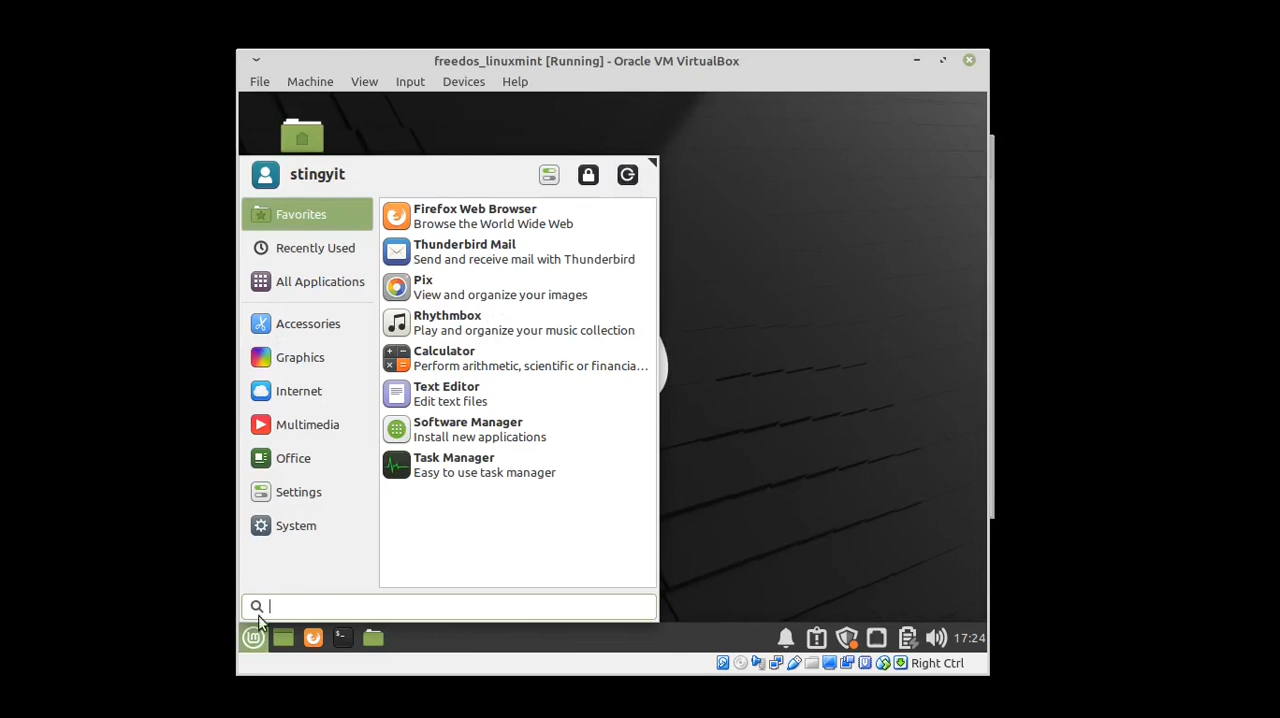 freedos_linuxmint [Running] - Oracle VM VirtualBox
File Machine View Input Devices Help
stingyit
Favorites
Recently Used
All Applications
Accessories
Graphics
Internet
Multimedia
Office
Settings
System
Firefox Web Browser
Browse the World Wide Web
Thunderbird Mail
Send and receive mail with Thunderbird
Pix
View and organize your images
Rhythmbox
Play and organize your music collection
Calculator
Perform arithmetic, scientific or financia...
Text Editor
Edit text files
Software Manager
Install new applications
Task Manager
Easy to use task manager
17:24
Right Ctrl